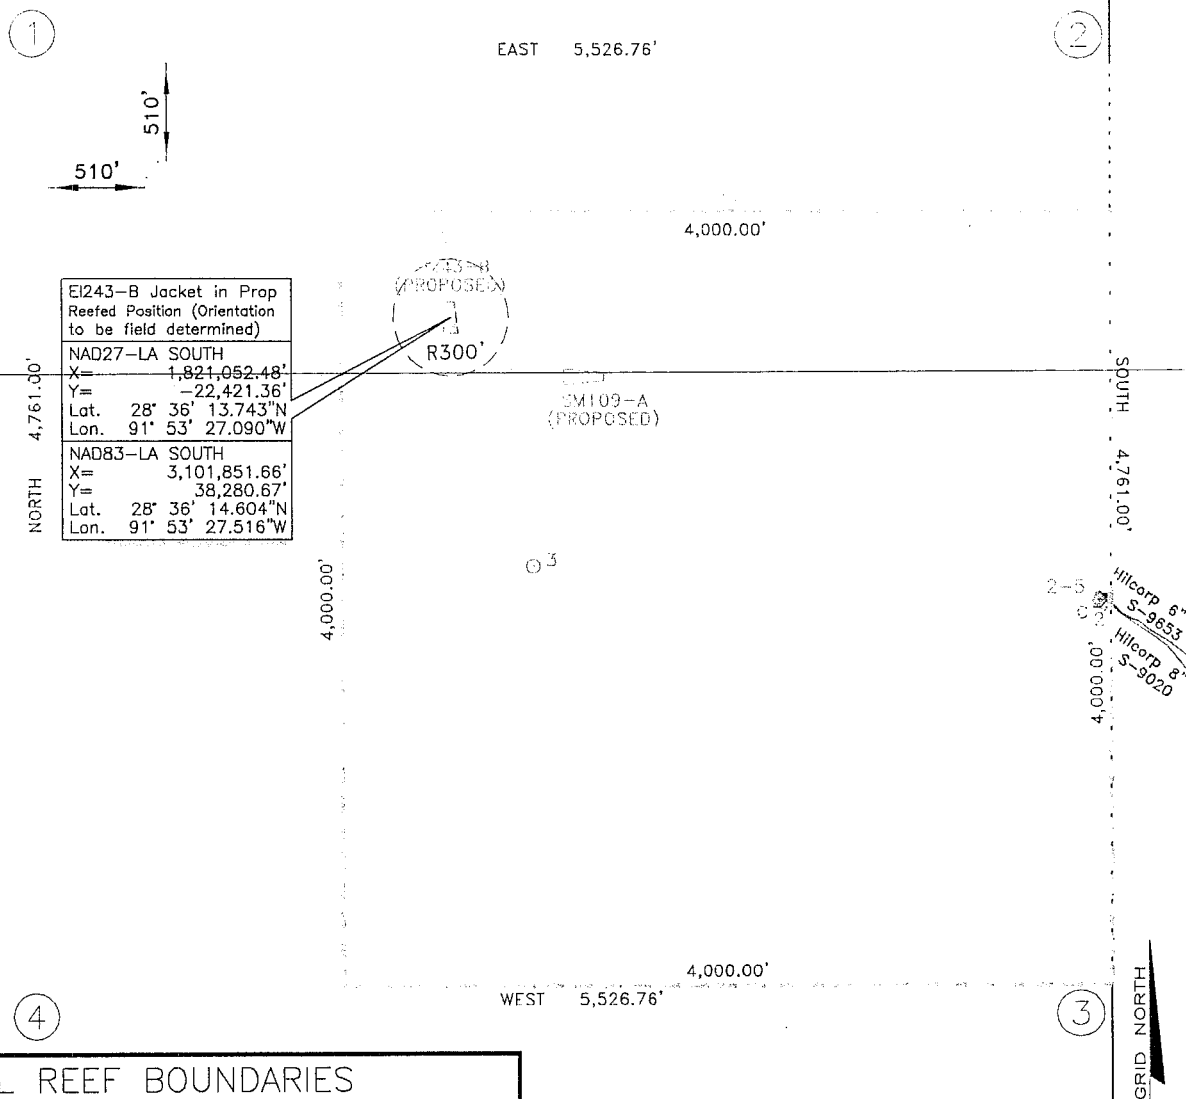 1
EAST 5,526.76'
2
510'
510'
4,000.00'
(PROPOSED)
R300'
EI243-B Jacket in Prop
Reefed Position (Orientation
to be field determined)
NAD27-LA SOUTH
X= 1,821,052.48'
Y= -22,421.36'
Lat. 28° 36' 13.743"N
Lon. 91° 53' 27.090"W
NAD83-LA SOUTH
X= 3,101,851.66'
Y= 38,280.67'
Lat. 28° 36' 14.604"N
Lon. 91° 53' 27.516"W
NORTH 4,761.00'
SM109-A
(PROPOSED)
SOUTH 4,761.00'
3
4,000.00'
2-5
2
Hilcorp 6"
S-9653
Hilcorp 8"
S-9020
4,000.00'
4,000.00'
WEST 5,526.76'
4
3
GRID NORTH
REEF BOUNDARIES